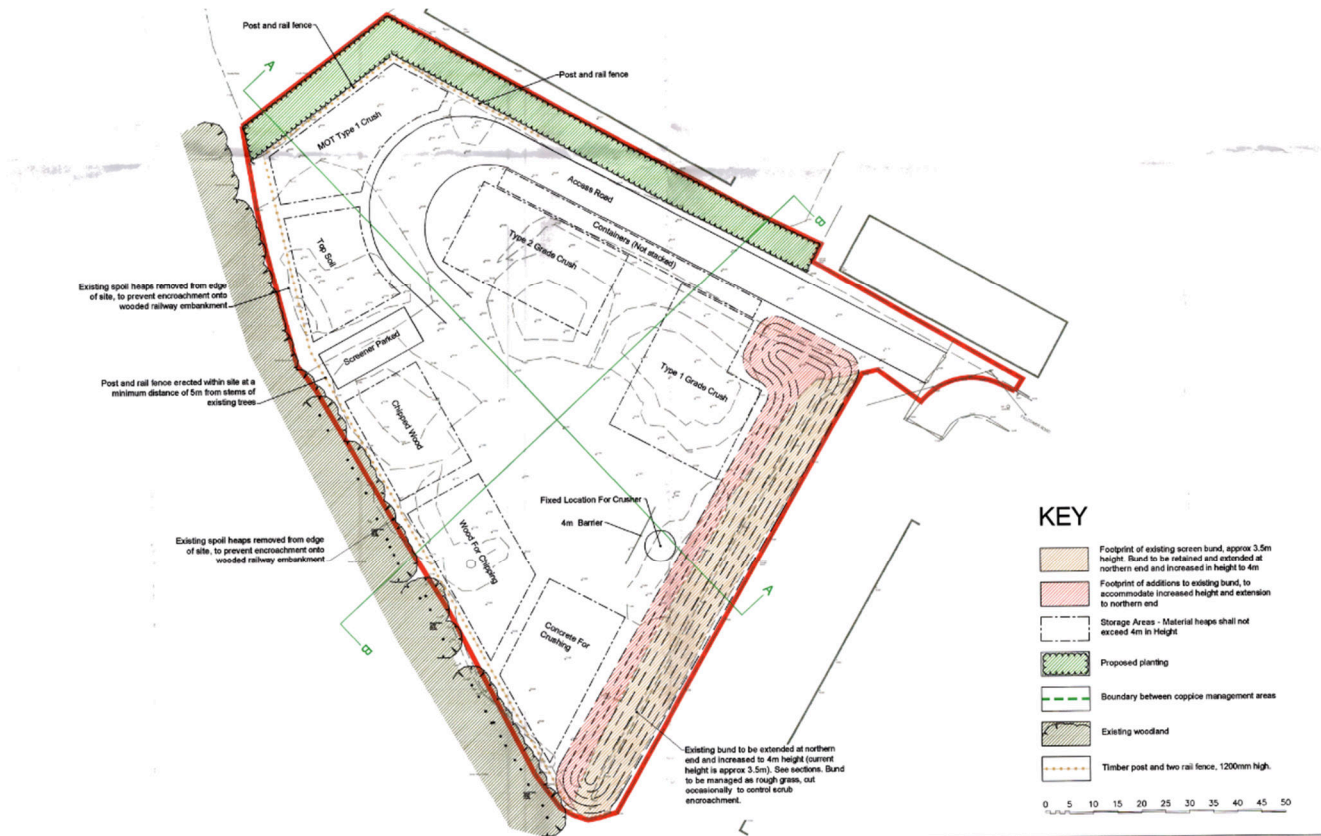 Post and rail fence
Post and rail fence
A
MOT Type 1 Crush
Access Road
B
Containers (Not stacked)
Type 2 Grade Crush
Top Soil
Existing spoil heaps removed from edge
of site, to prevent encroachment onto
wooded railway embankment
Screener Parked
Type 1 Grade Crush
Post and rail fence erected within site at a
minimum distance of 5m from stems of
existing trees
Chipped Wood
Fixed Location For Crusher
4m Barrier
Wood For Chipping
Existing spoil heaps removed from edge
of site, to prevent encroachment onto
wooded railway embankment
A
B
Concrete For
Crushing
Existing bund to be extended at northern
end and increased to 4m height (current
height is approx 3.5m). See sections. Bund
to be managed as rough grass, cut
occasionally to control scrub
encroachment.
KEY
Footprint of existing screen bund, approx 3.5m
height. Bund to be retained and extended at
northern end and increased in height to 4m
Footprint of additions to existing bund, to
accommodate increased height and extension
to northern end
Storage Areas - Material heaps shall not
exceed 4m in Height
Proposed planting
Boundary between coppice management areas
Existing woodland
Timber post and two rail fence, 1200mm high.
0 5 10 15 20 25 30 35 40 45 50